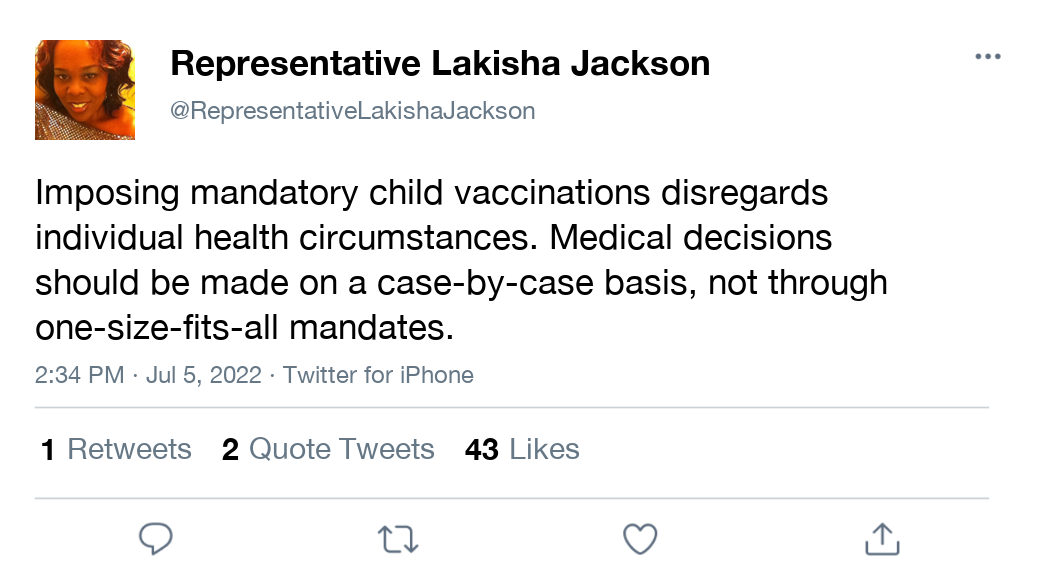 Representative Lakisha Jackson
@RepresentativeLakishaJackson
Imposing mandatory child vaccinations disregards
individual health circumstances. Medical decisions
should be made on a case-by-case basis, not through
one-size-fits-all mandates.
2:34 PM · Jul 5, 2022 · Twitter for iPhone
1 Retweets 2 Quote Tweets 43 Likes